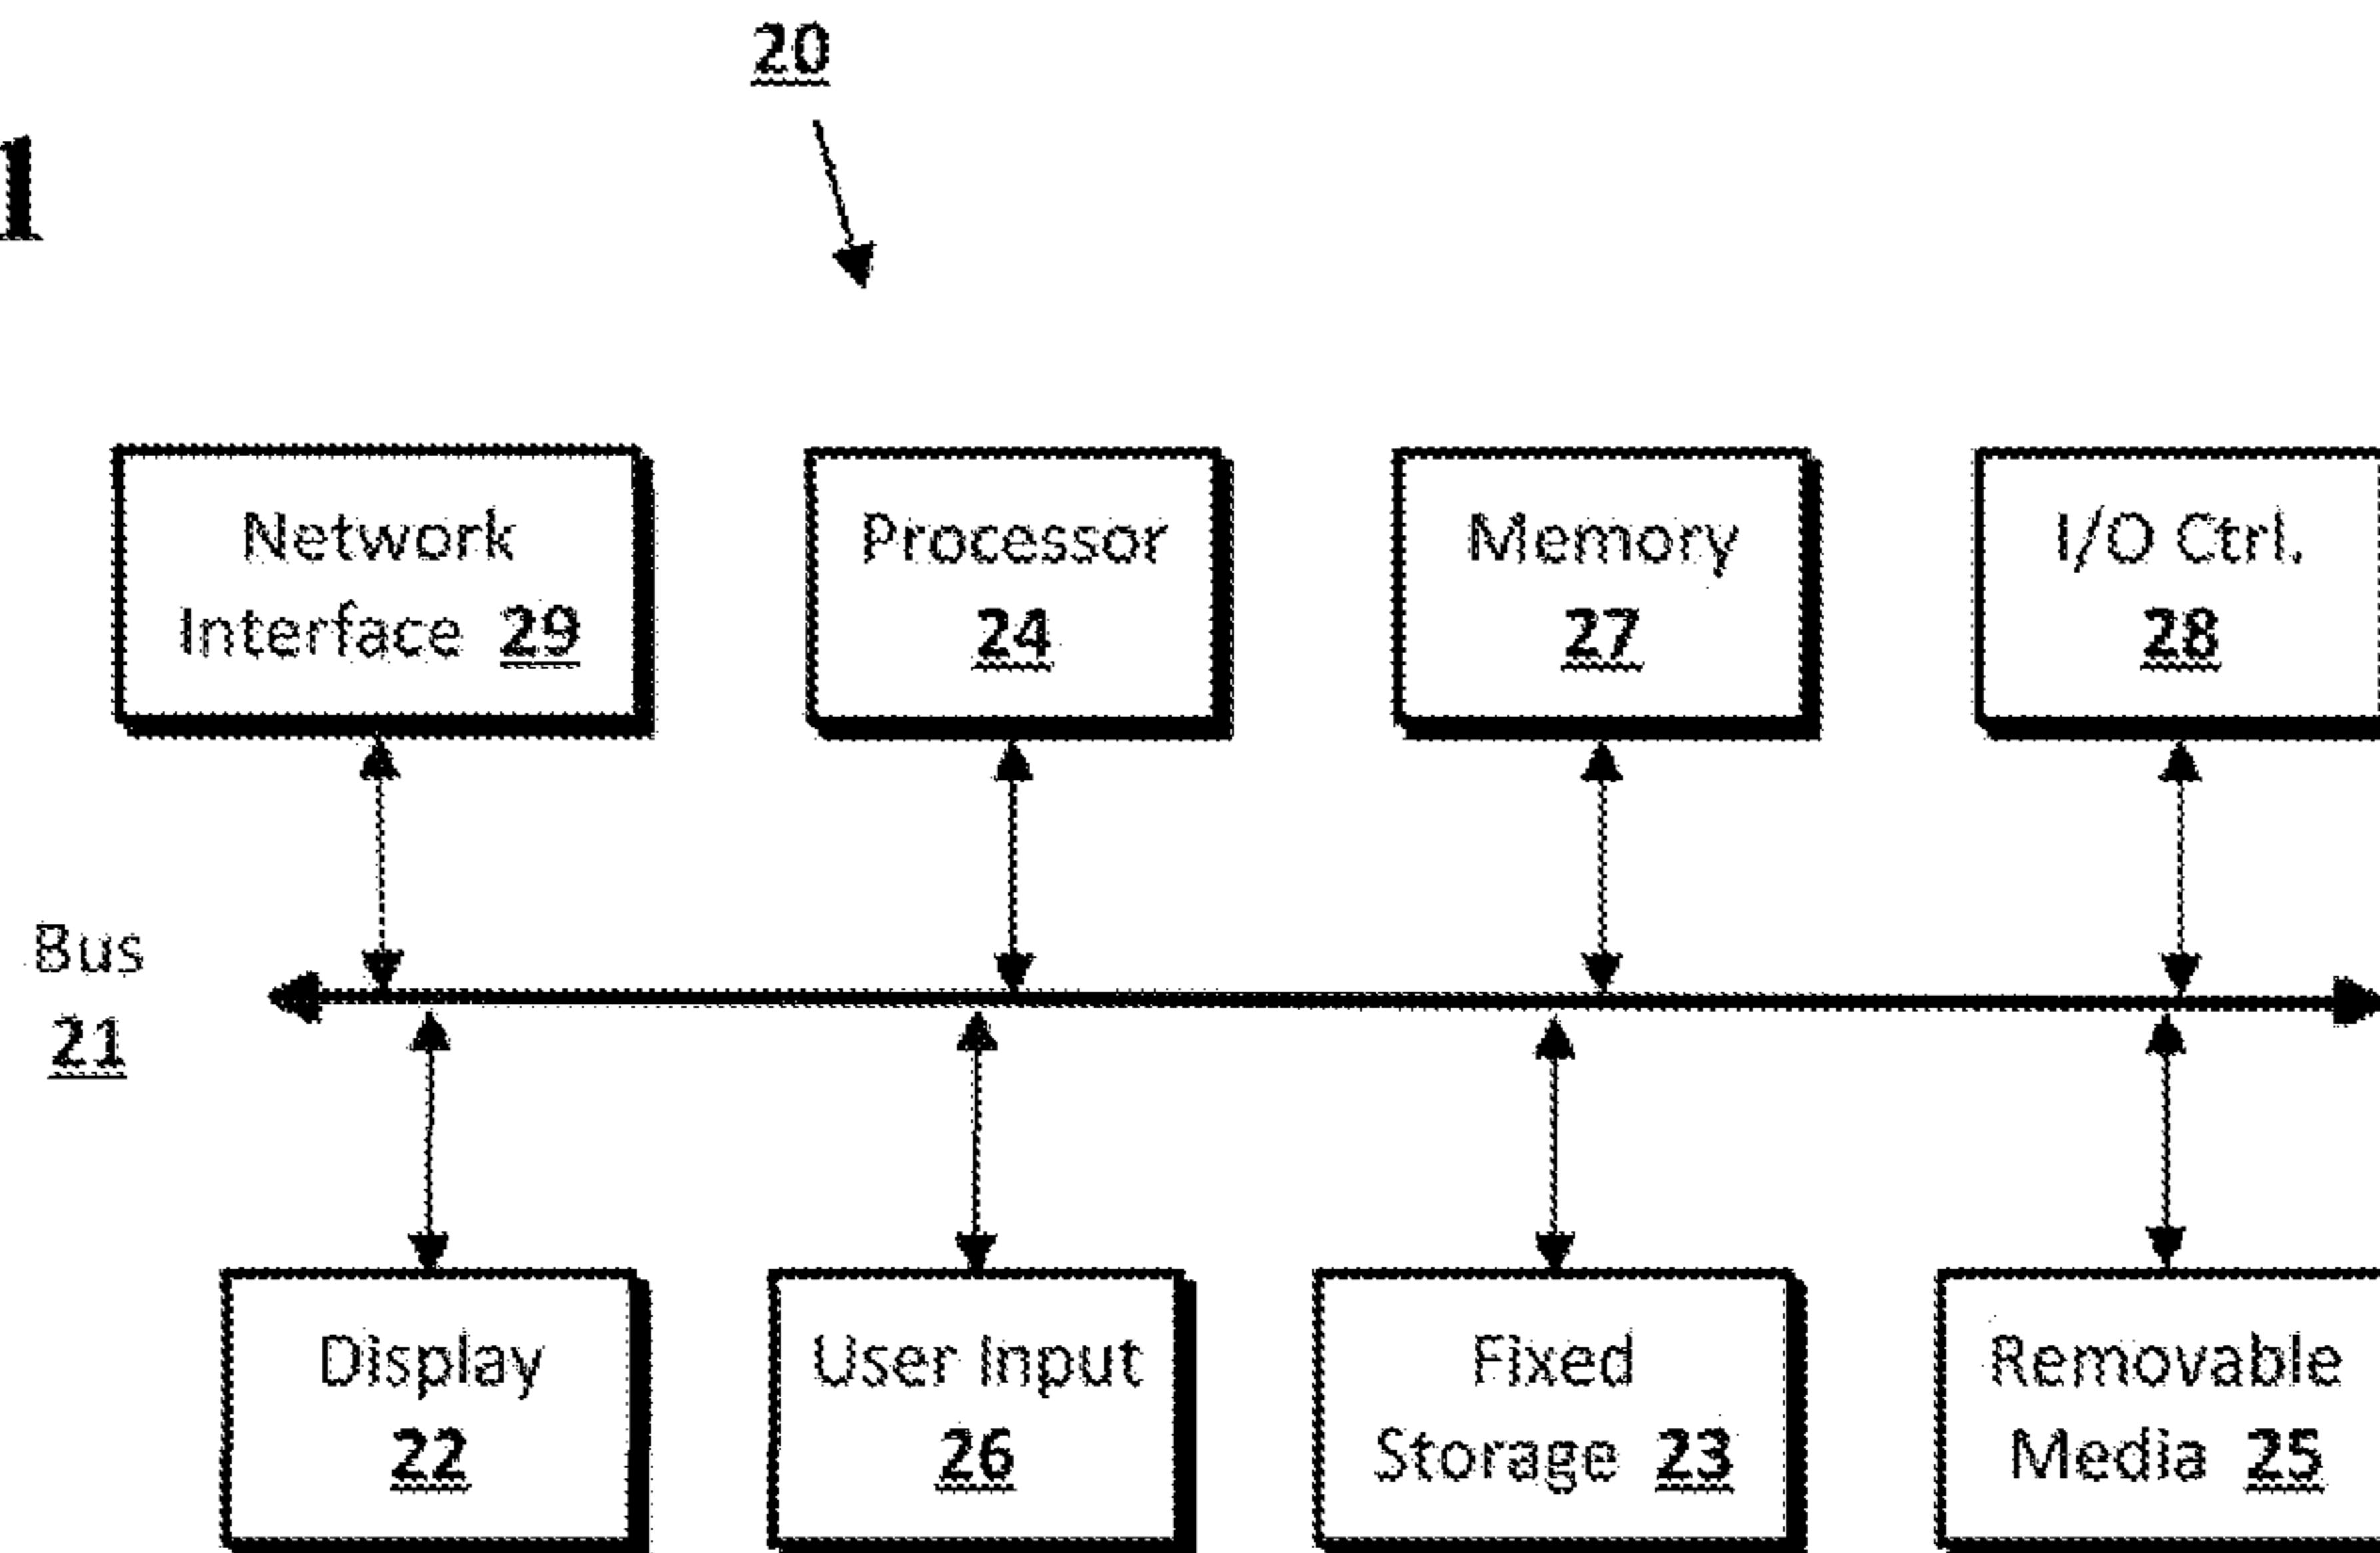 20
1
Network
Interface 29
Processor
24
Memory
27
I/O Ctrl.
28
Bus
21
Display
22
User Input
26
Fixed
Storage 23
Removable
Media 25